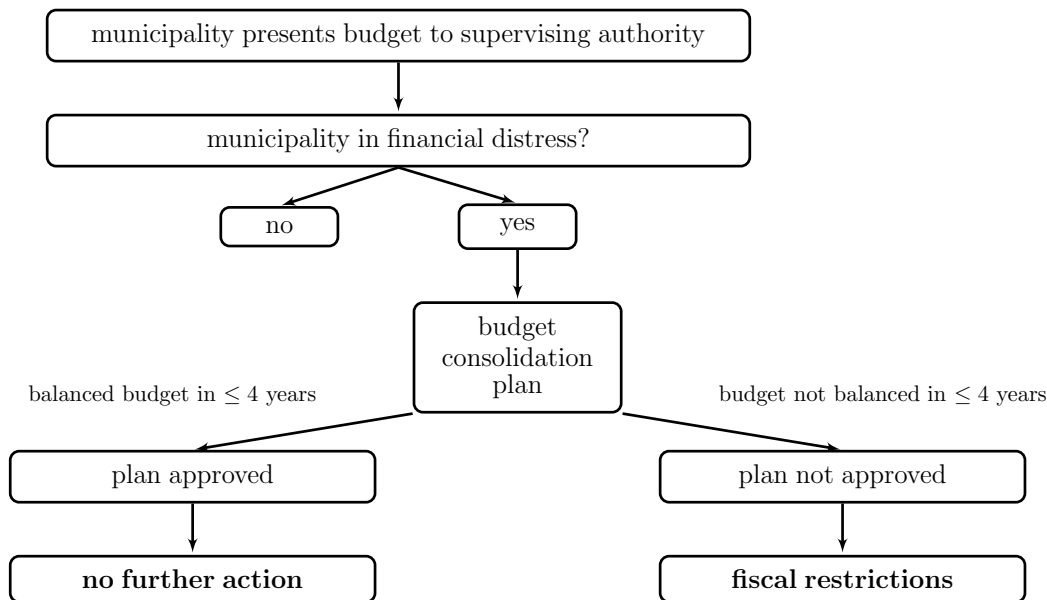 municipality presents budget to supervising authority
municipality in financial distress?
no
yes
budget
consolidation
plan
balanced budget in ≤ 4 years
budget not balanced in ≤ 4 years
plan approved
plan not approved
no further action
fiscal restrictions